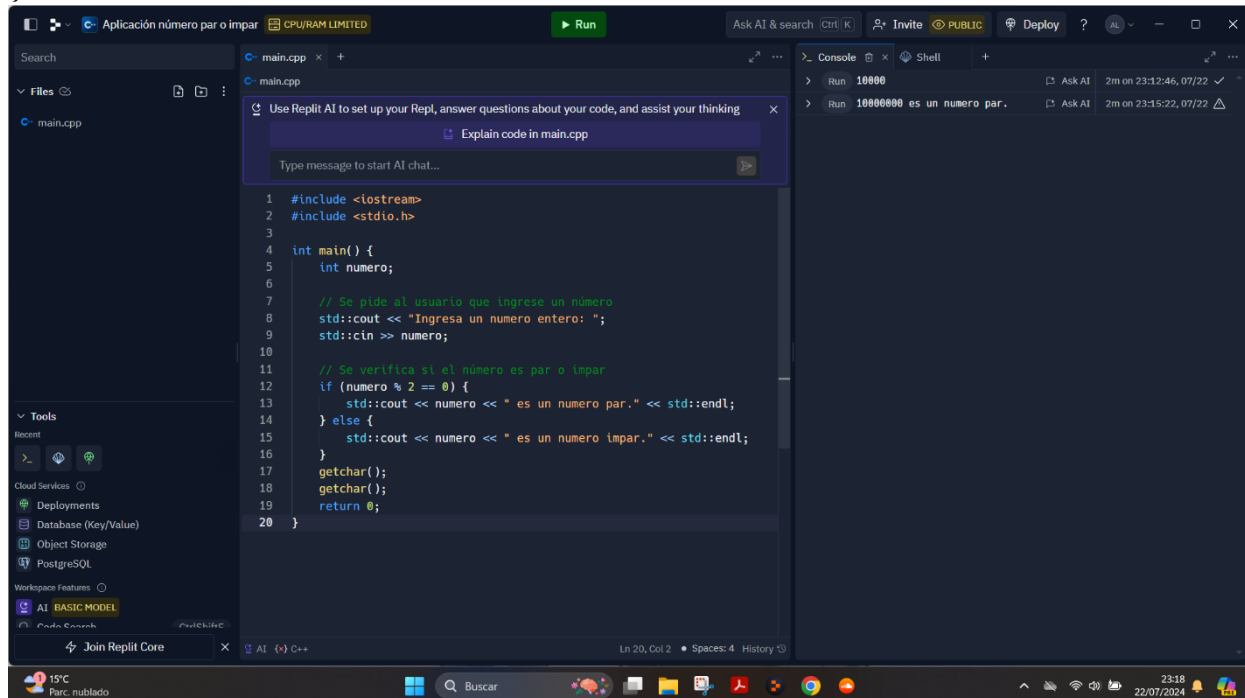 Aplicación número par o impar
CPU/RAM LIMITED
Run
Ask AI & search Ctrl K
Invite
PUBLIC
Deploy
?
AL
Search
Files
main.cpp
main.cpp
+
main.cpp
Use Replit AI to set up your Repl, answer questions about your code, and assist your thinking
Explain code in main.cpp
Type message to start AI chat...
1 #include <iostream>
2 #include <stdio.h>
3
4 int main() {
5 int numero;
6
7 // Se pide al usuario que ingrese un número
8 std::cout << "Ingresa un numero entero: ";
9 std::cin >> numero;
10
11 // Se verifica si el número es par o impar
12 if (numero % 2 == 0) {
13 std::cout << numero << " es un numero par." << std::endl;
14 } else {
15 std::cout << numero << " es un numero impar." << std::endl;
16 }
17 getchar();
18 getchar();
19 return 0;
20 }
AI {×} C++
Ln 20, Col 2 • Spaces: 4 History
Console
Shell
+
Run 10000 Ask AI 2m on 23:12:46, 07/22
Run 10000000 es un numero par. Ask AI 2m on 23:15:22, 07/22
Tools
Recent
Cloud Services
Deployments
Database (Key/Value)
Object Storage
PostgreSQL
Workspace Features
AI BASIC MODEL
Code Search CtrlShiftF
Join Replit Core
1
15°C
Parc. nublado
Buscar
23:18
22/07/2024